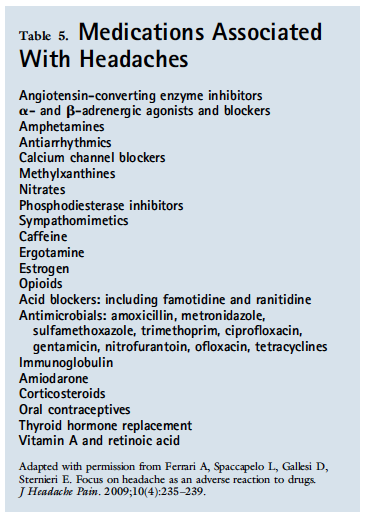 Table 5. Medications Associated
With Headaches
Angiotensin-converting enzyme inhibitors
α- and β-adrenergic agonists and blockers
Amphetamines
Antiarrhythmics
Calcium channel blockers
Methylxanthines
Nitrates
Phosphodiesterase inhibitors
Sympathomimetics
Caffeine
Ergotamine
Estrogen
Opioids
Acid blockers: including famotidine and ranitidine
Antimicrobials: amoxicillin, metronidazole,
sulfamethoxazole, trimethoprim, ciprofloxacin,
gentamicin, nitrofurantoin, ofloxacin, tetracyclines
Immunoglobulin
Amiodarone
Corticosteroids
Oral contraceptives
Thyroid hormone replacement
Vitamin A and retinoic acid
Adapted with permission from Ferrari A, Spaccapelo L, Gallesi D,
Sternieri E. Focus on headache as an adverse reaction to drugs.
J Headache Pain. 2009;10(4):235–239.